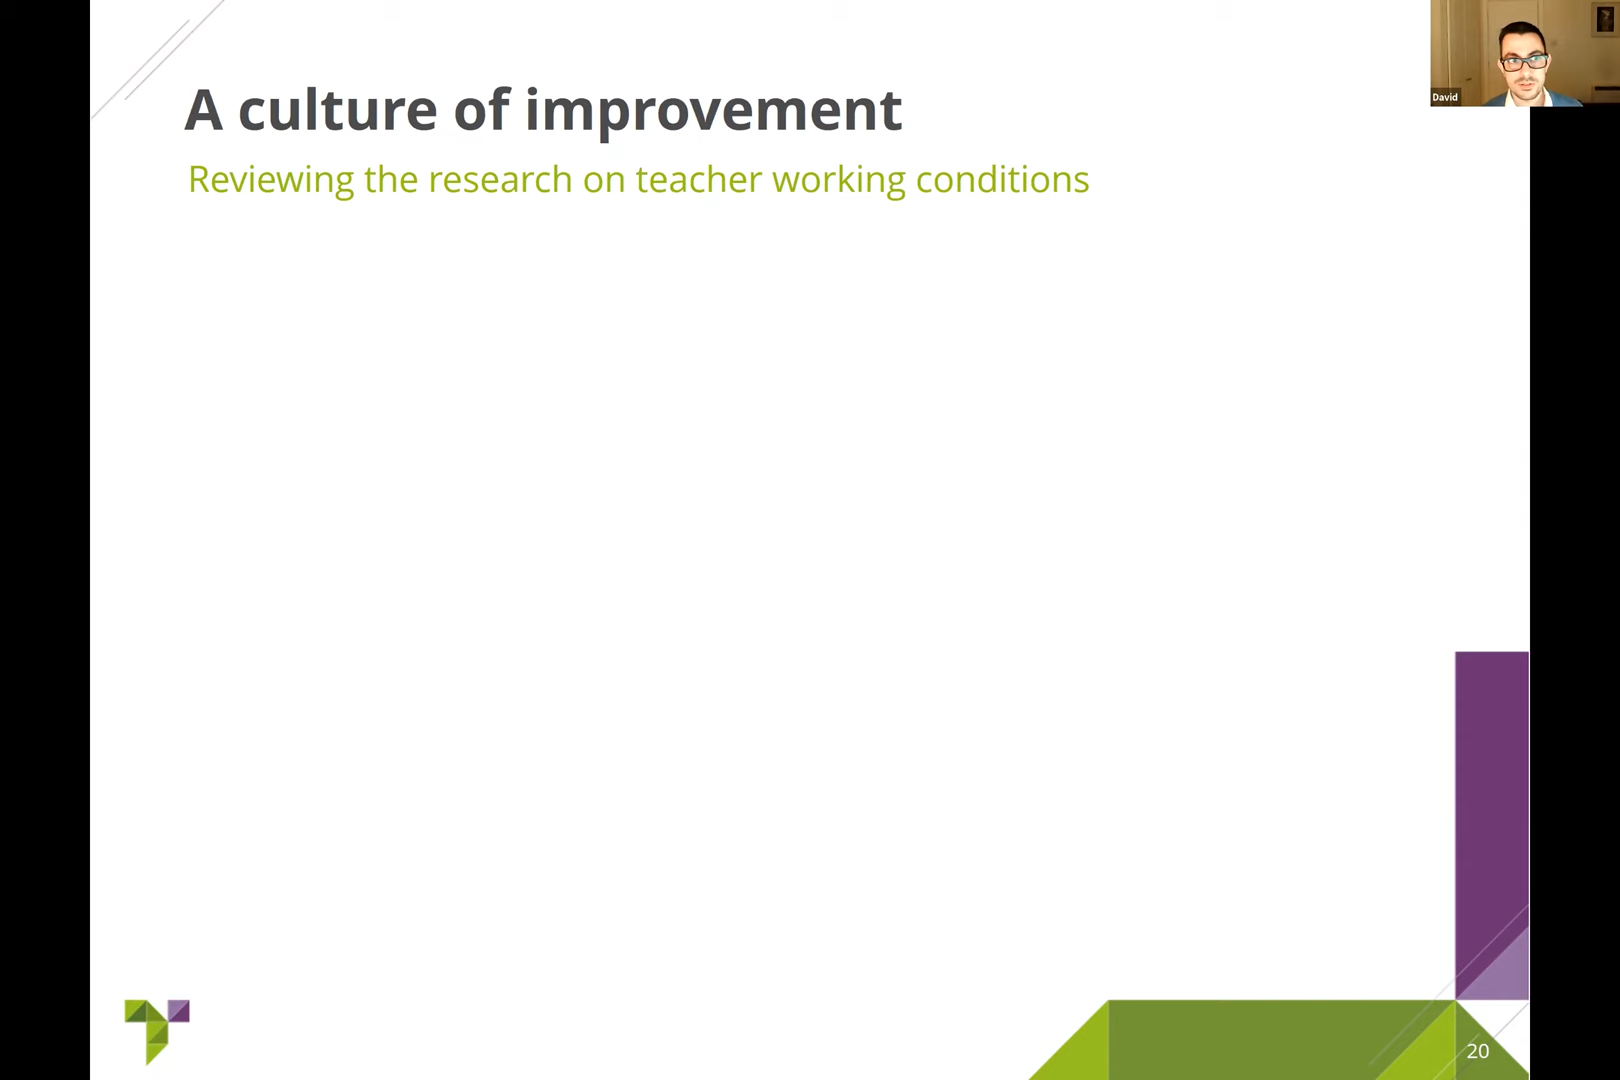 A culture of improvement
Reviewing the research on teacher working conditions
David
20